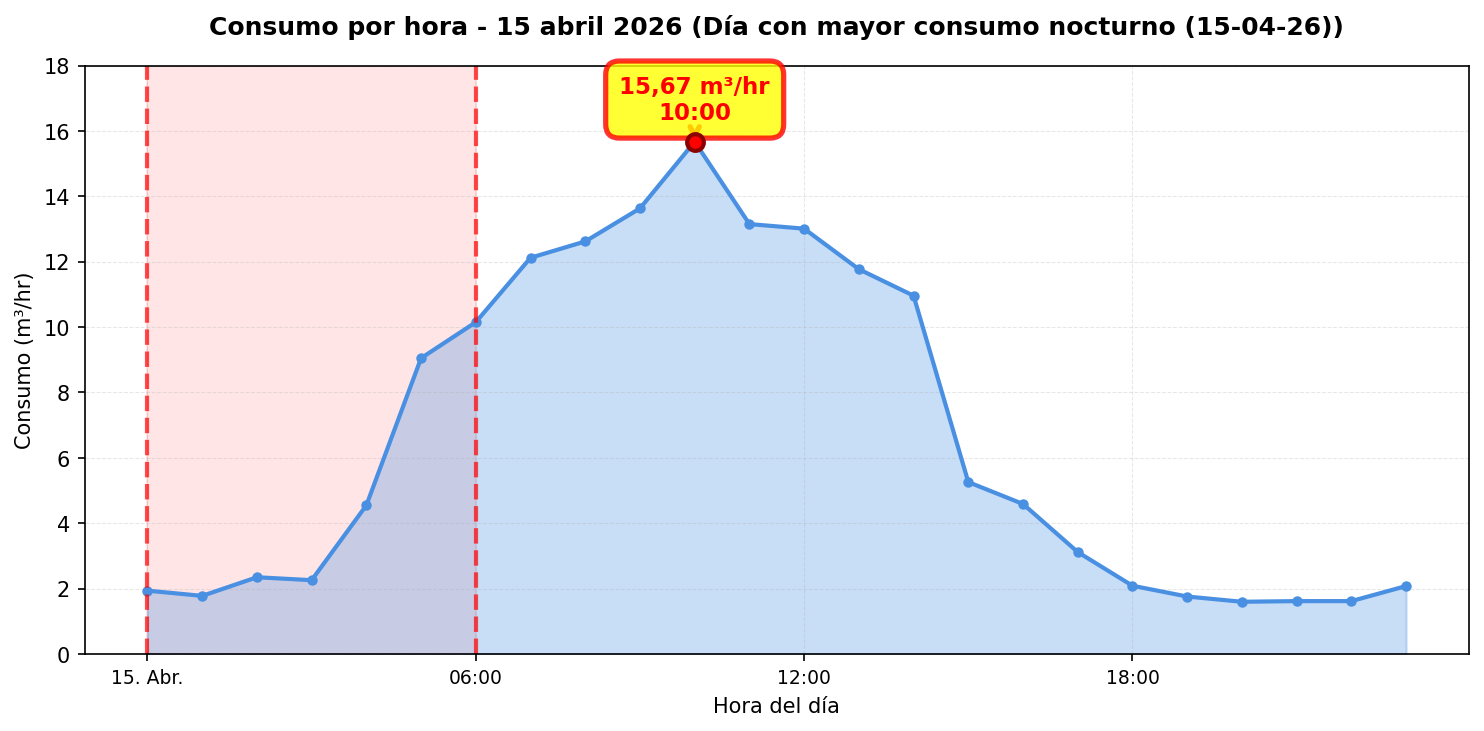 Consumo por hora - 15 abril 2026 (Día con mayor consumo nocturno (15-04-26))
15,67 m³/hr
10:00
Consumo (m³/hr)
18
16
14
12
10
8
6
4
2
0
15. Abr.
06:00
12:00
18:00
Hora del día